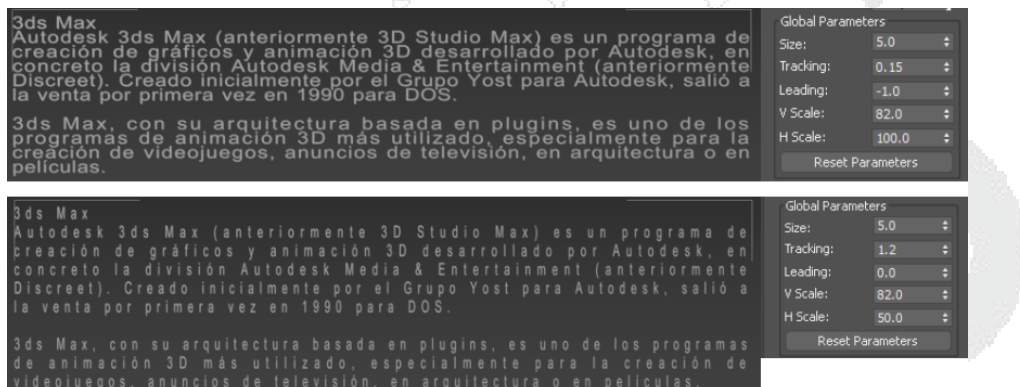 3ds Max
Autodesk 3ds Max (anteriormente 3D Studio Max) es un programa de
creación de gráficos y animación 3D desarrollado por Autodesk, en
concreto la división Autodesk Media & Entertainment (anteriormente
Discreet). Creado inicialmente por el Grupo Yost para Autodesk, salió a
la venta por primera vez en 1990 para DOS.
3ds Max, con su arquitectura basada en plugins, es uno de los
programas de animación 3D más utilizado, especialmente para la
creación de videojuegos, anuncios de televisión, en arquitectura o en
películas.
Global Parameters
Size: 5.0
Tracking: 0.15
Leading: -1.0
V Scale: 82.0
H Scale: 100.0
Reset Parameters
3ds Max
Autodesk 3ds Max (anteriormente 3D Studio Max) es un programa de
creación de gráficos y animación 3D desarrollado por Autodesk, en
concreto la división Autodesk Media & Entertainment (anteriormente
Discreet). Creado inicialmente por el Grupo Yost para Autodesk, salió a
la venta por primera vez en 1990 para DOS.
3ds Max, con su arquitectura basada en plugins, es uno de los programas
de animación 3D más utilizado, especialmente para la creación de
videojuegos, anuncios de televisión, en arquitectura o en películas.
Global Parameters
Size: 5.0
Tracking: 1.2
Leading: 0.0
V Scale: 82.0
H Scale: 50.0
Reset Parameters